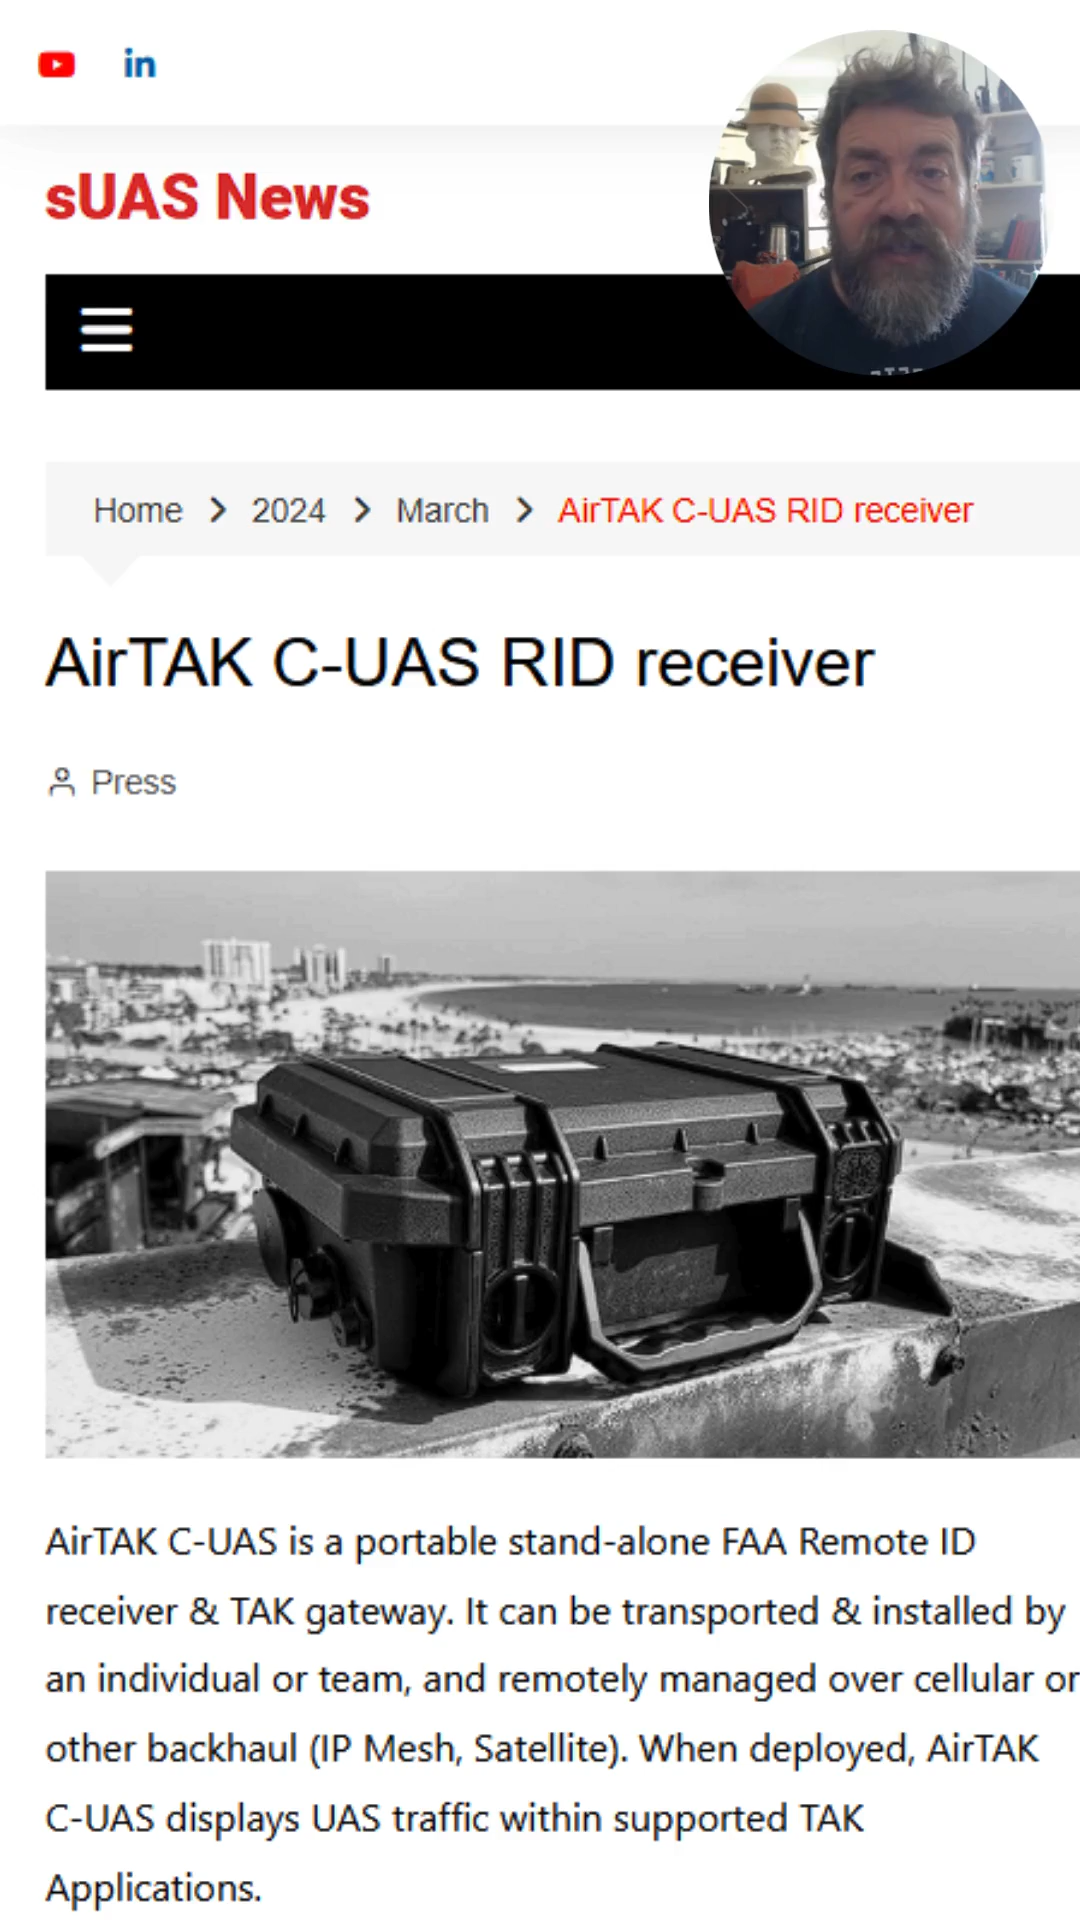 in
sUAS News
Home > 2024 > March > AirTAK C-UAS RID receiver
AirTAK C-UAS RID receiver
Press
AirTAK C-UAS is a portable stand-alone FAA Remote ID
receiver & TAK gateway. It can be transported & installed by
an individual or team, and remotely managed over cellular or
other backhaul (IP Mesh, Satellite). When deployed, AirTAK
C-UAS displays UAS traffic within supported TAK
Applications.